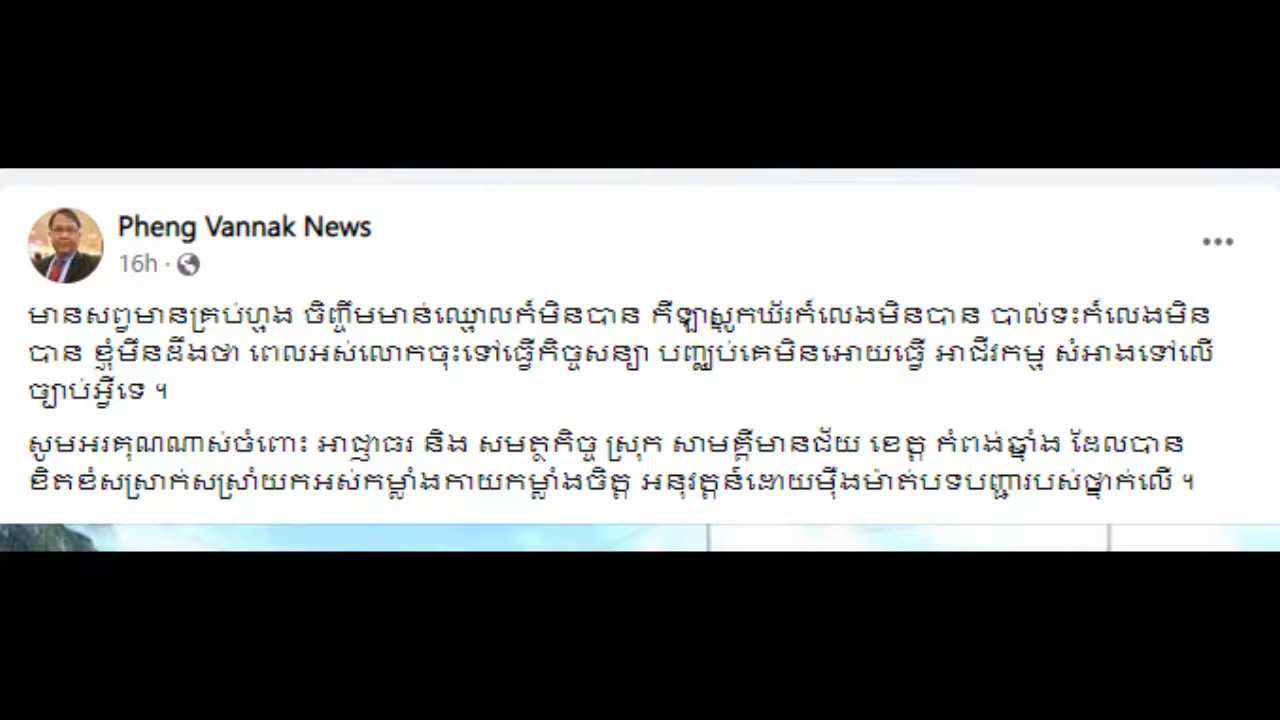 Pheng Vannak News
16h ·
មានសព្វមានគ្រប់ហ្មង ចិញ្ចឹមមាន់ឈ្មោលក៍មិនបាន កីឡាស្នូកឃ័រក៍លេងមិនបាន បាល់ទះក៍លេងមិន
បាន ខ្ញុំមឹនដឹងថា ពេលអស់លោកចុះទៅធ្វើកិច្ចសន្យា បញ្ឈប់គេមិនអោយធ្វើ អាជីវកម្ម សំអាងទៅលើ
ច្បាប់អ្វីទេ ។
សូមអរគុណណាស់ចំពោះ អាជ្ញាធរ និង សមត្ថកិច្ច ស្រុក សាមគ្គីមានជ័យ ខេត្ត កំពង់ឆ្នាំង ដែលបាន
ខិតខំសស្រាក់សស្រាំយកអស់កម្លាំងកាយកម្លាំងចិត្ត អនុវត្តន៍ដោយម៉ឺងម៉ាត់បទបញ្ជារបស់ថ្នាក់លើ ។